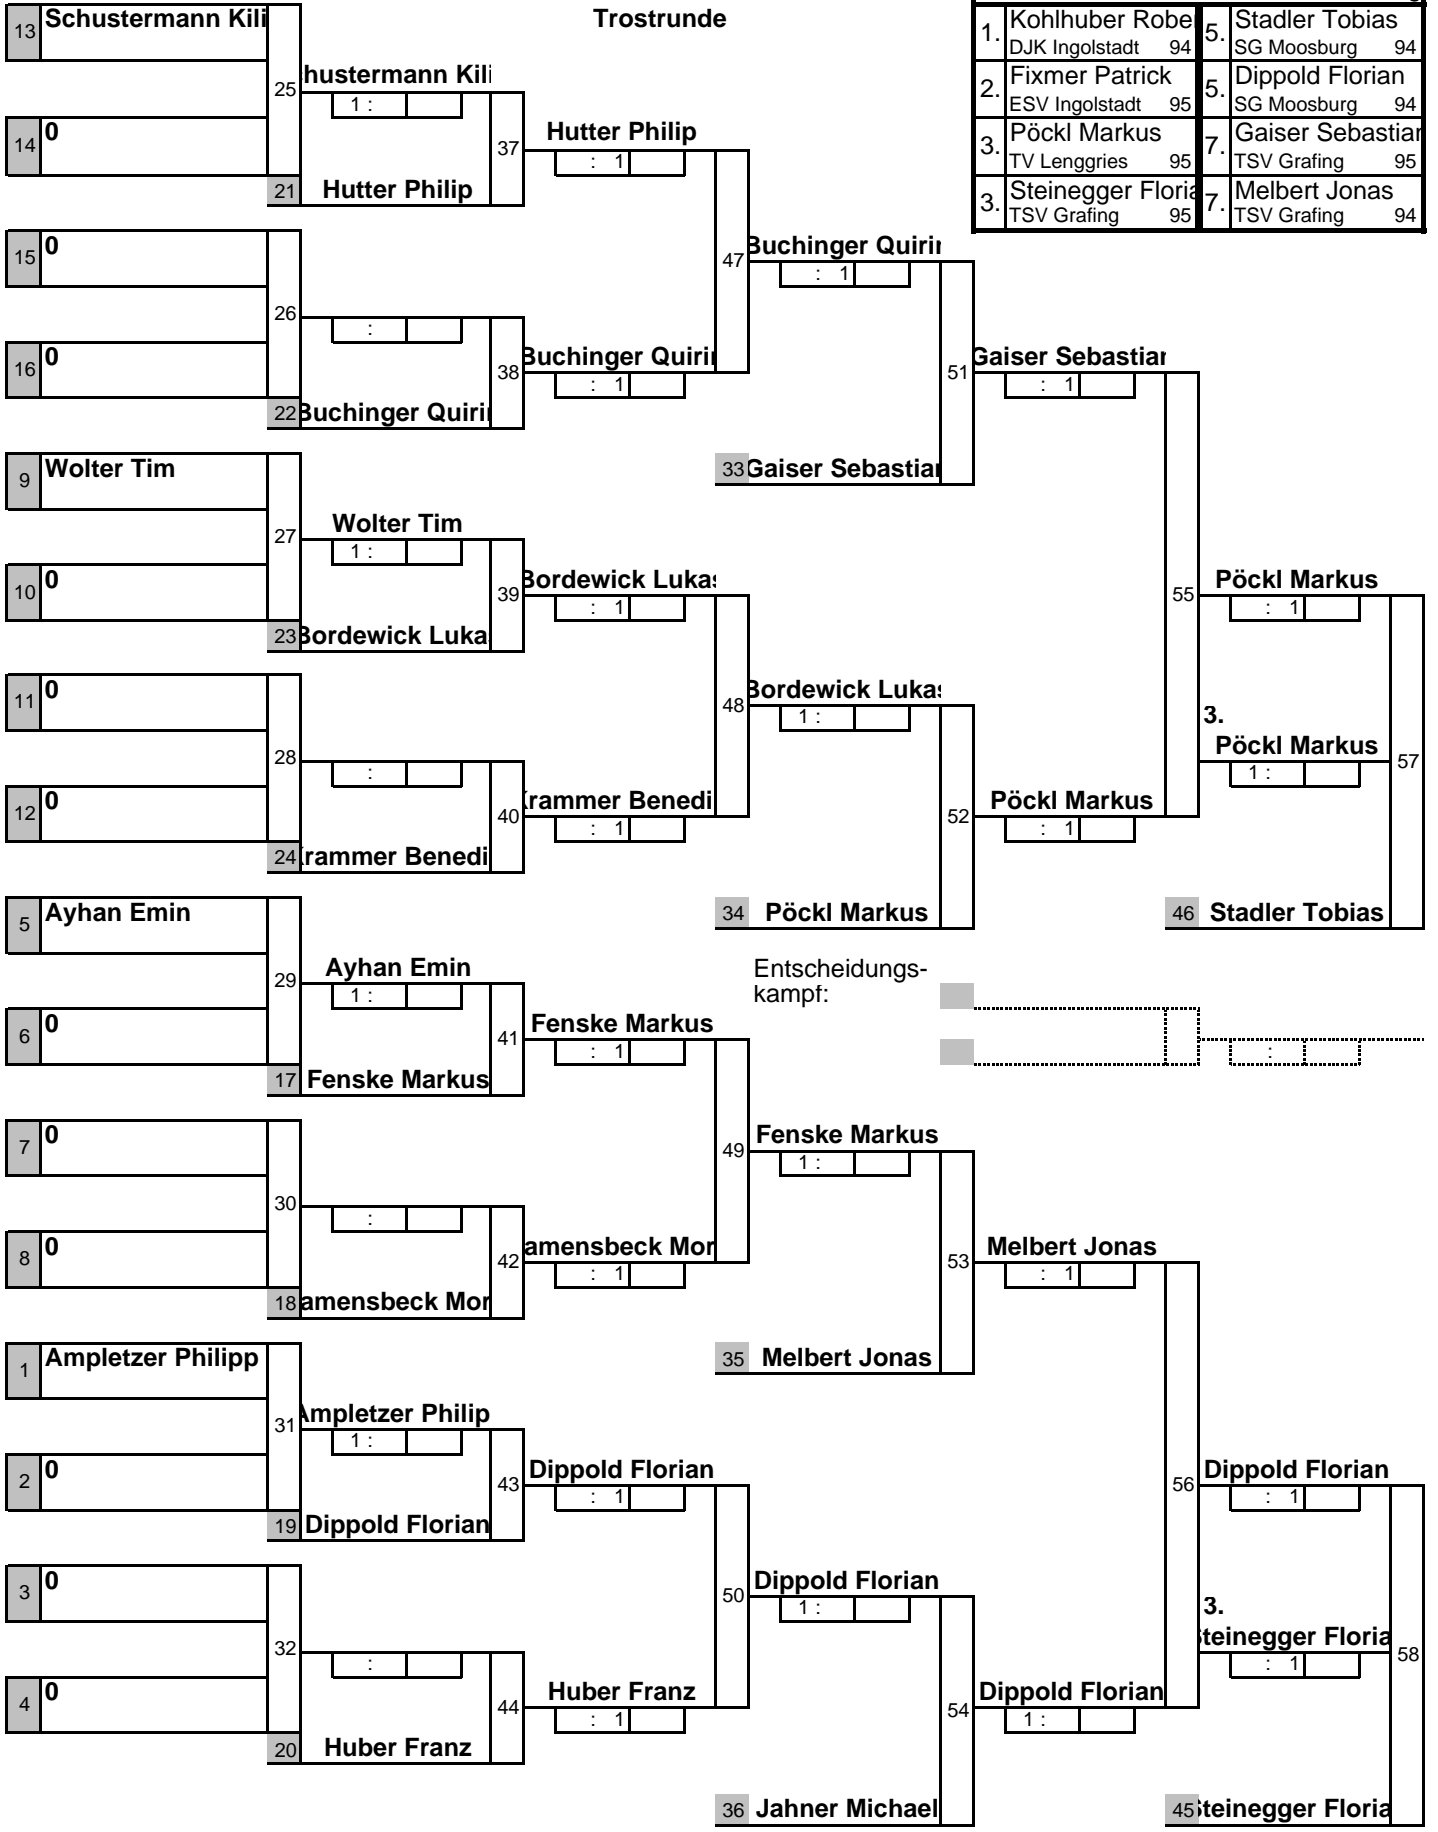 Trostrunde
1. Kohlhuber Robe 5. Stadler Tobias
DJK Ingolstadt 94 SG Moosburg 94
2. Fixmer Patrick 5. Dippold Florian
ESV Ingolstadt 95 SG Moosburg 94
3. Pöckl Markus 7. Gaiser Sebastian
TV Lenggries 95 TSV Grafing 95
3. Steinegger Floria 7. Melbert Jonas
TSV Grafing 95 TSV Grafing 94
13 Schustermann Kili
25 hustermann Kili
1 :
14 0
37 Hutter Philip
: 1
21 Hutter Philip
15 0
47 Buchinger Quirin
: 1
26
:
16 0
38 Buchinger Quirin
: 1
51 Gaiser Sebastian
: 1
22 Buchinger Quirin
9 Wolter Tim
33 Gaiser Sebastian
27 Wolter Tim
1 :
10 0
39 Bordewick Lukas
: 1
55 Pöckl Markus
: 1
23 Bordewick Lukas
11 0
48 Bordewick Lukas
1 :
3.
28
:
Pöckl Markus 57
1 :
12 0
40 Krammer Benedi
: 1
52 Pöckl Markus
: 1
24 Krammer Benedi
5 Ayhan Emin
34 Pöckl Markus
46 Stadler Tobias
29 Ayhan Emin
1 :
Entscheidungs-
kampf:
6 0
41 Fenske Markus
: 1
:
17 Fenske Markus
7 0
49 Fenske Markus
1 :
30
:
8 0
42 amensbeck Mor
: 1
53 Melbert Jonas
: 1
18 amensbeck Mor
1 Ampletzer Philipp
35 Melbert Jonas
31 Ampletzer Philip
1 :
2 0
43 Dippold Florian
: 1
56 Dippold Florian
: 1
19 Dippold Florian
3 0
50 Dippold Florian
1 :
3.
32
:
Steinegger Floria 58
: 1
4 0
44 Huber Franz
: 1
54 Dippold Florian
1 :
20 Huber Franz
36 Jahner Michael
45 Steinegger Floria